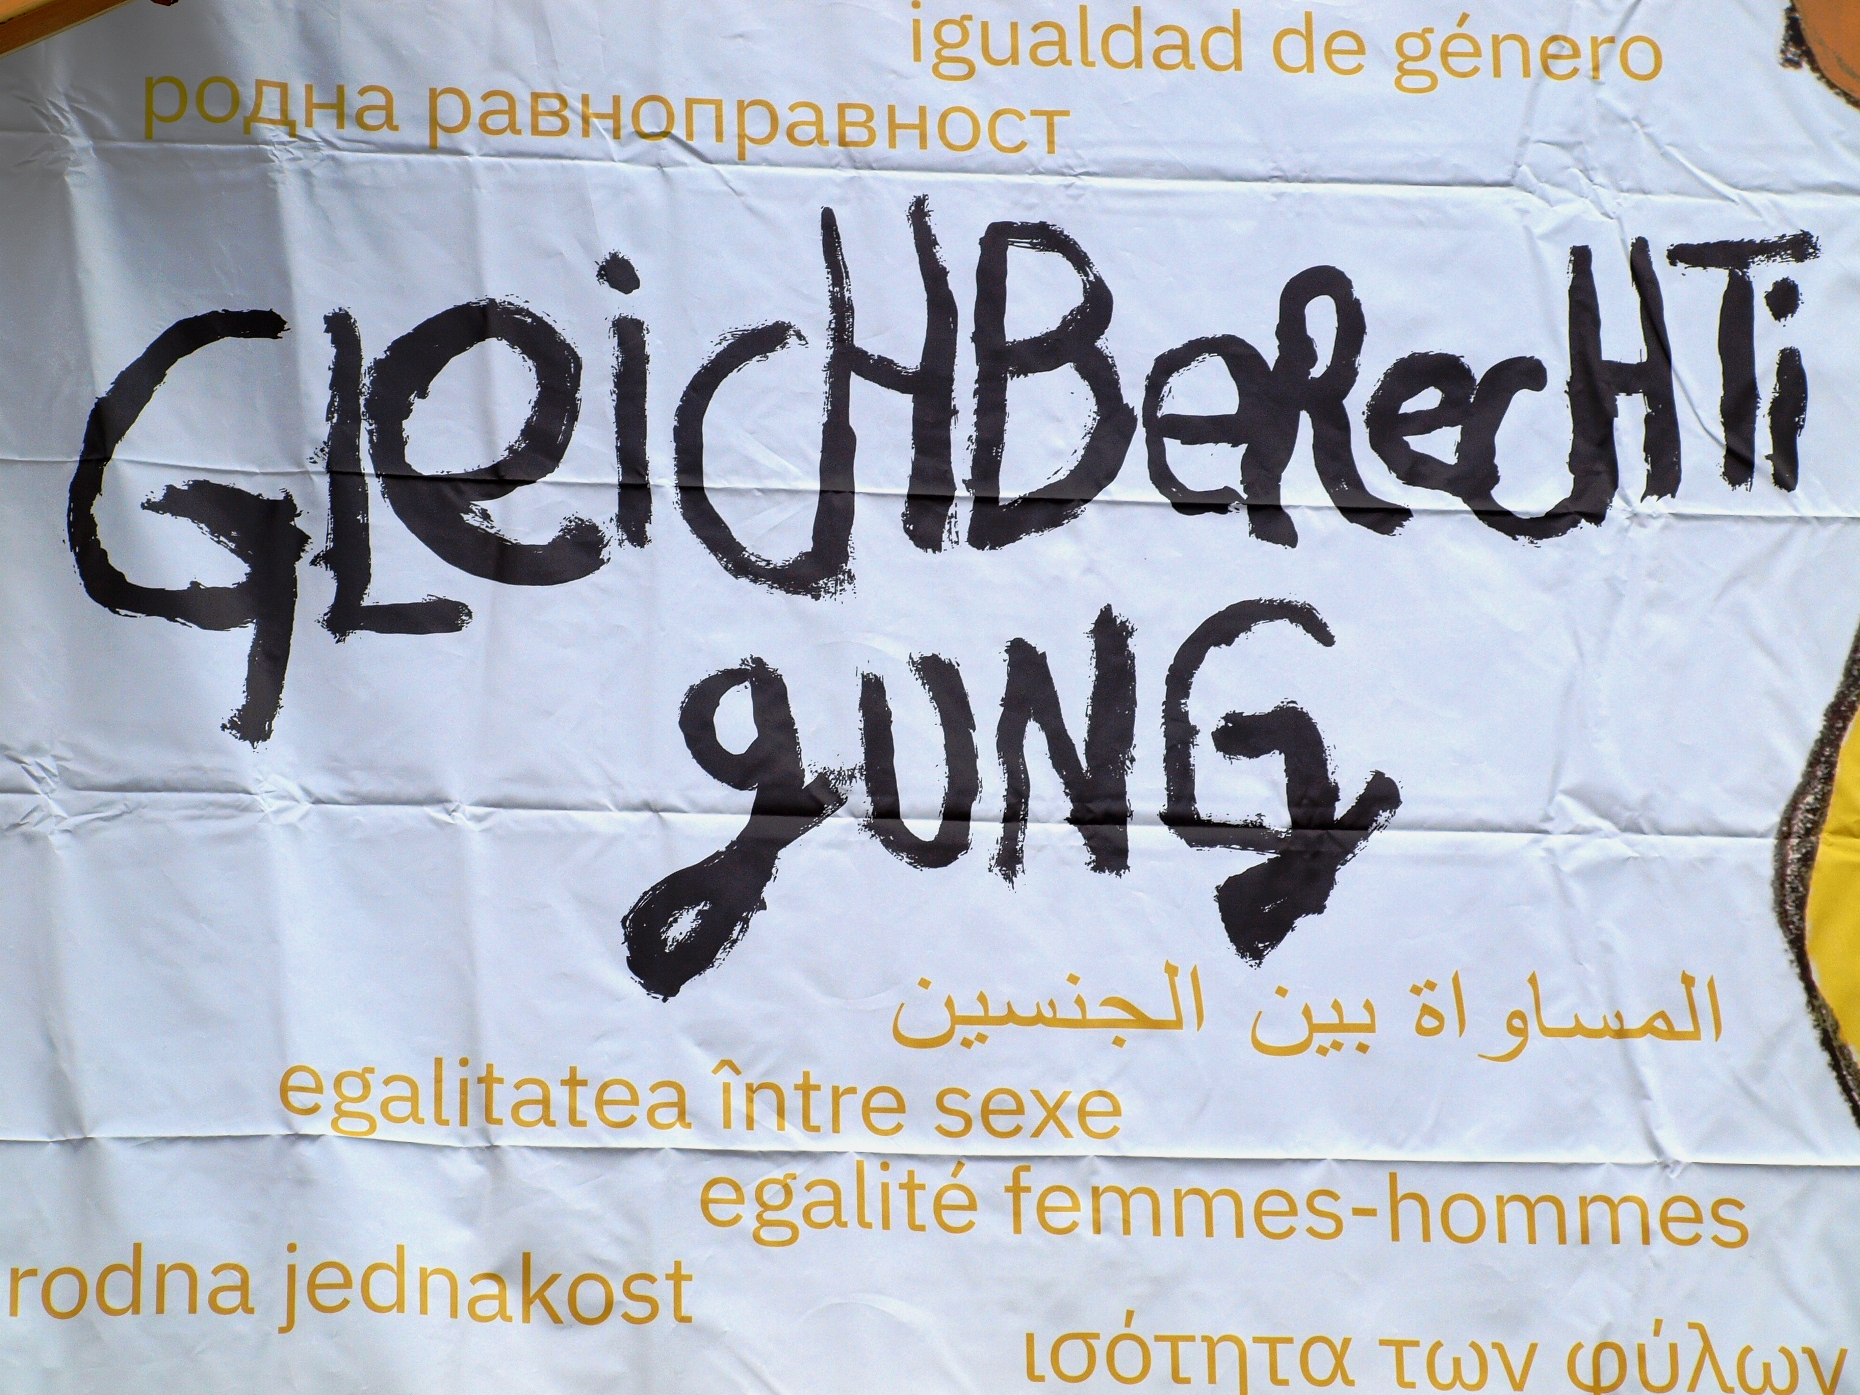 igualdad de género
родна равноправност
GLeicHBeRecHTi
gUNG
المساواة بين الجنسين
egalitatea între sexe
egalité femmes-hommes
rodna jednakost
ισότητα των φύλων